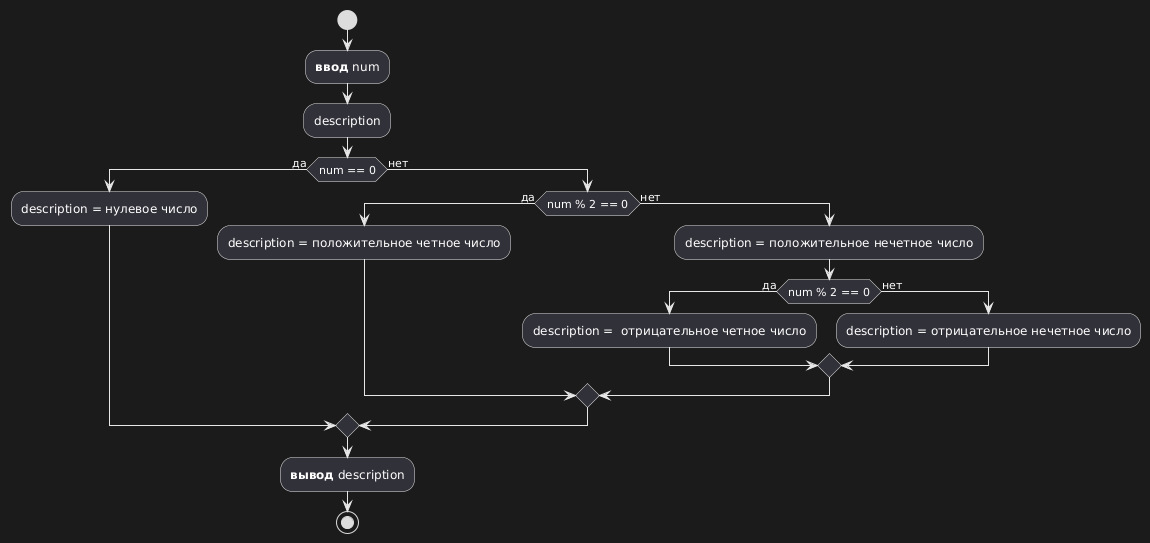 ввод num
description
да
num == 0
нет
description = нулевое число
да
num % 2 == 0
нет
description = положительное четное число
description = положительное нечетное число
да
num % 2 == 0
нет
description =  отрицательное четное число
description = отрицательное нечетное число
вывод description